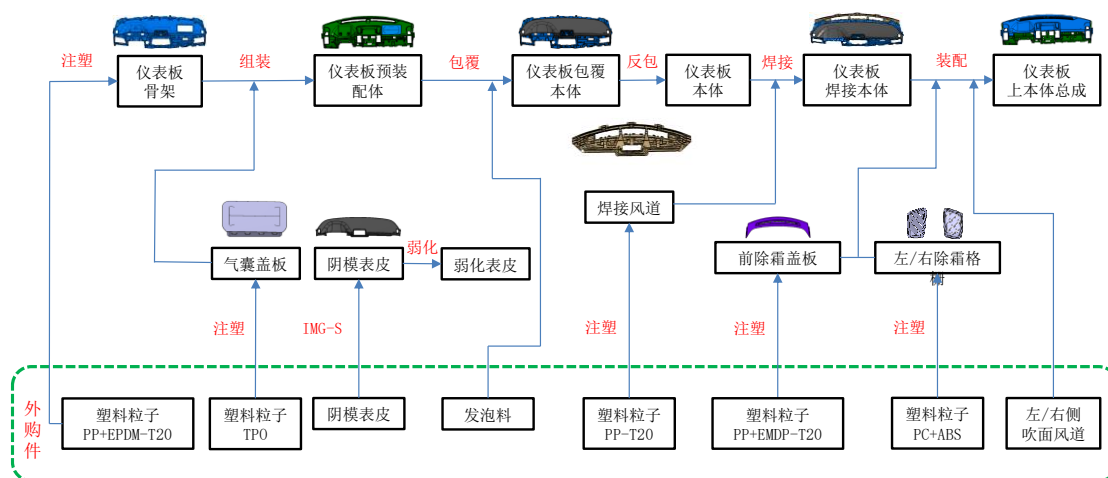 注塑
组装
包覆
反包
焊接
装配
仪表板
骨架
仪表板预装
配体
仪表板包覆
本体
仪表板
本体
仪表板
焊接本体
仪表板
上本体总成
焊接风道
气囊盖板
阴模表皮
弱化
弱化表皮
前除霜盖板
左/右除霜格
栅
注塑
IMG-S
注塑
注塑
注塑
外购件
塑料粒子
PP+EPDM-T20
塑料粒子
TPO
阴模表皮
发泡料
塑料粒子
PP-T20
塑料粒子
PP+EMDP-T20
塑料粒子
PC+ABS
左/右侧
吹面风道